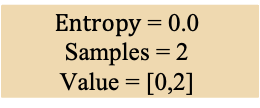 Entropy = 0.0
Samples = 2
Value = [0,2]